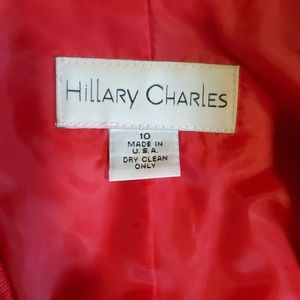 HillARY CHARlES
10
MADE IN
U.S.A.
DRY CLEAN
ONLY